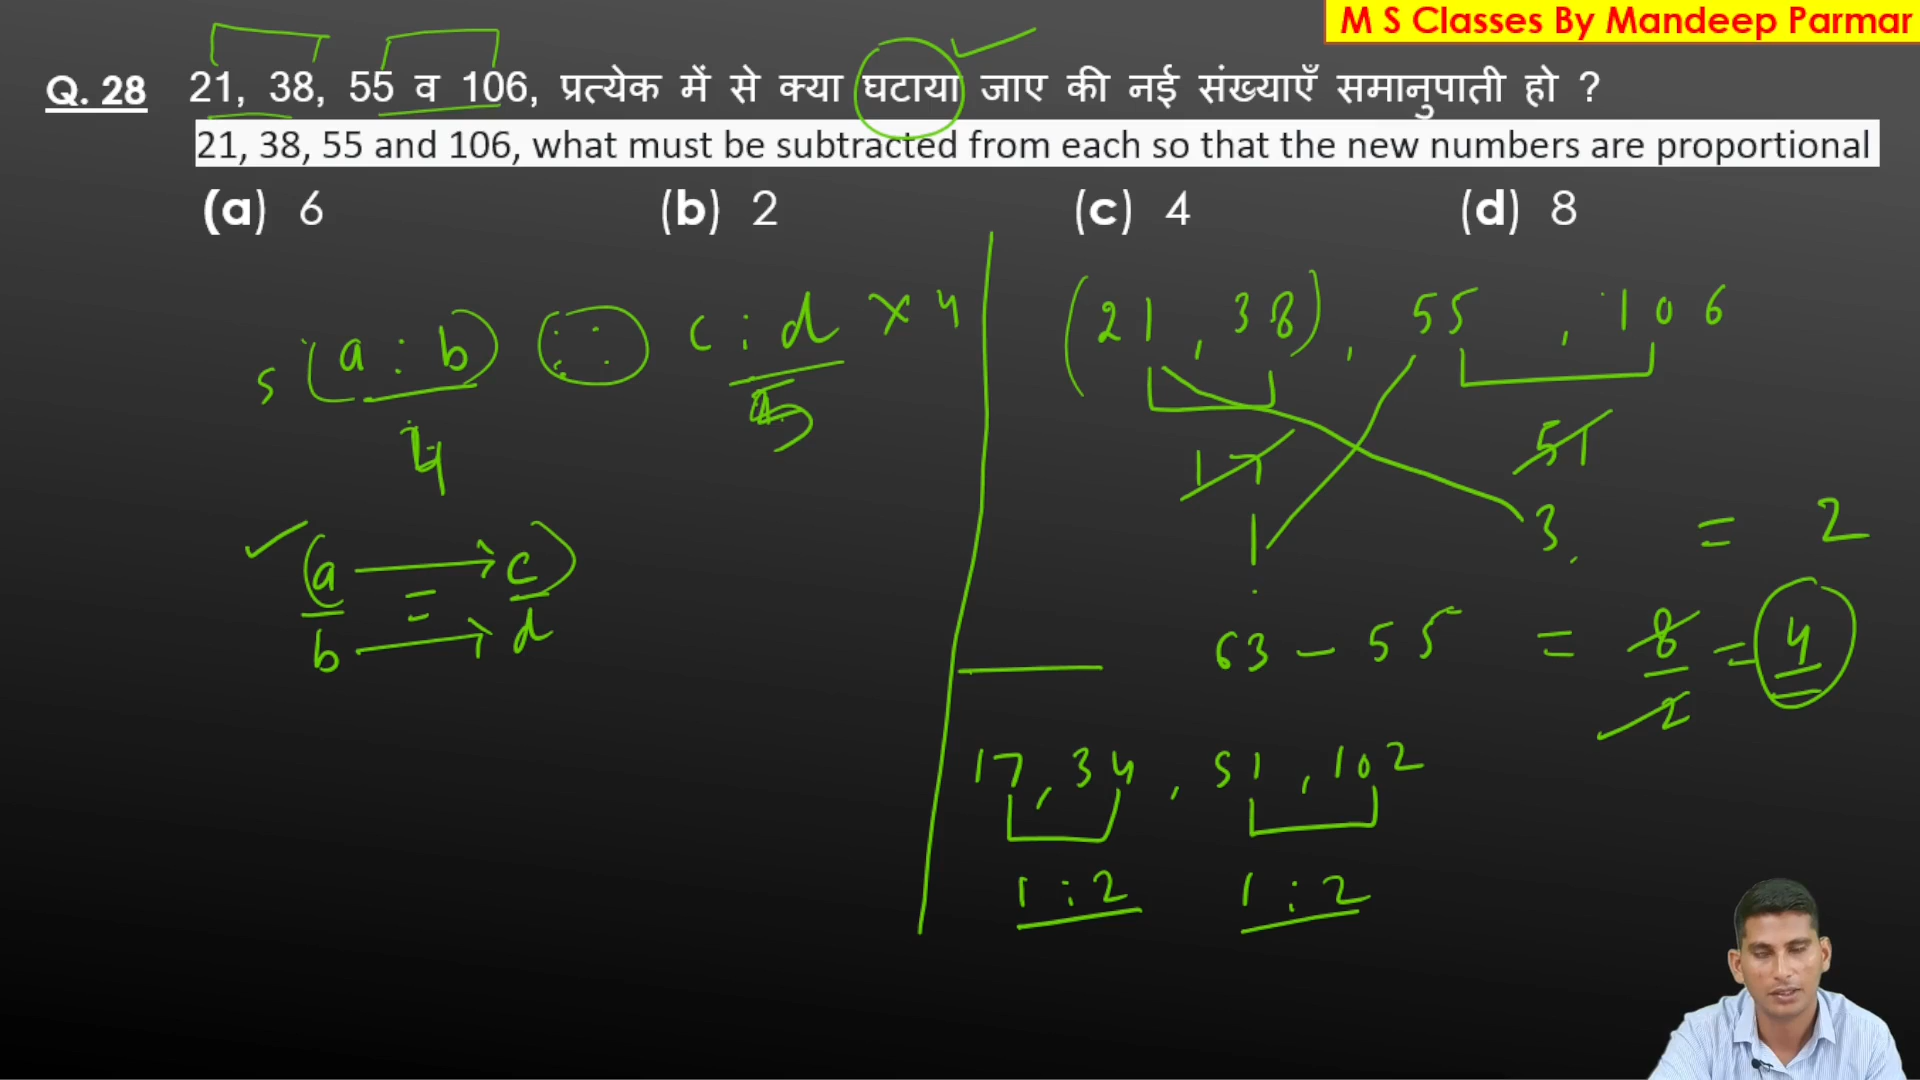 M S Classes By Mandeep Parmar
Q. 28 21, 38, 55 व 106, प्रत्येक में से क्या घटाया जाए की नई संख्याएँ समानुपाती हो ?
21, 38, 55 and 106, what must be subtracted from each so that the new numbers are proportional
(a) 6 (b) 2 (c) 4 (d) 8
5 (a : b) :: c : d × 4
4 5
a → c
=
b → d
(21, 38), 55, 106
17 51
1 3 = 2
63 - 55 = 8/2 = 4
17, 34, 51, 102
1 : 2 1 : 2